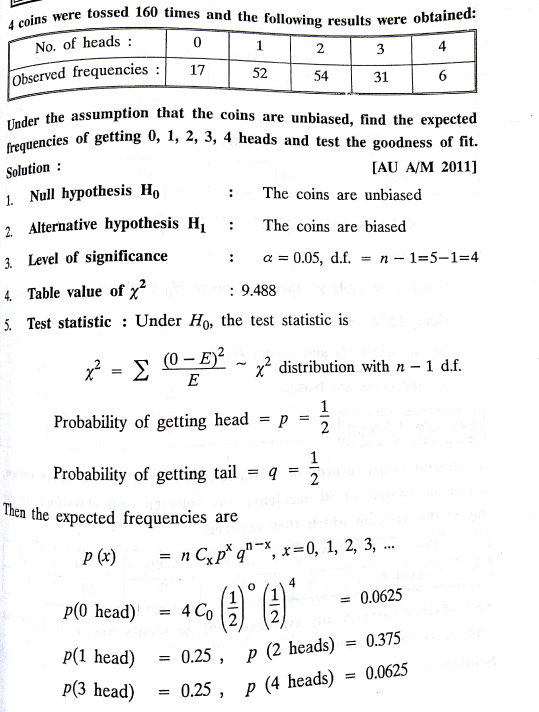 4 coins were tossed 160 times and the following results were obtained:
No. of heads : 0 1 2 3 4
Observed frequencies : 17 52 54 31 6
Under the assumption that the coins are unbiased, find the expected
frequencies of getting 0, 1, 2, 3, 4 heads and test the goodness of fit.
Solution : [AU A/M 2011]
1. Null hypothesis H₀ : The coins are unbiased
2. Alternative hypothesis H₁ : The coins are biased
3. Level of significance : α = 0.05, d.f. = n − 1=5−1=4
4. Table value of χ² : 9.488
5. Test statistic : Under H₀, the test statistic is
χ² = Σ (0 − E)² / E ~ χ² distribution with n − 1 d.f.
Probability of getting head = p = 1/2
Probability of getting tail = q = 1/2
Then the expected frequencies are
p (x) = n Cₓ pˣ qⁿ⁻ˣ, x=0, 1, 2, 3, ...
p(0 head) = 4 C₀ (1/2)⁰ (1/2)⁴ = 0.0625
p(1 head) = 0.25 , p (2 heads) = 0.375
p(3 head) = 0.25 , p (4 heads) = 0.0625